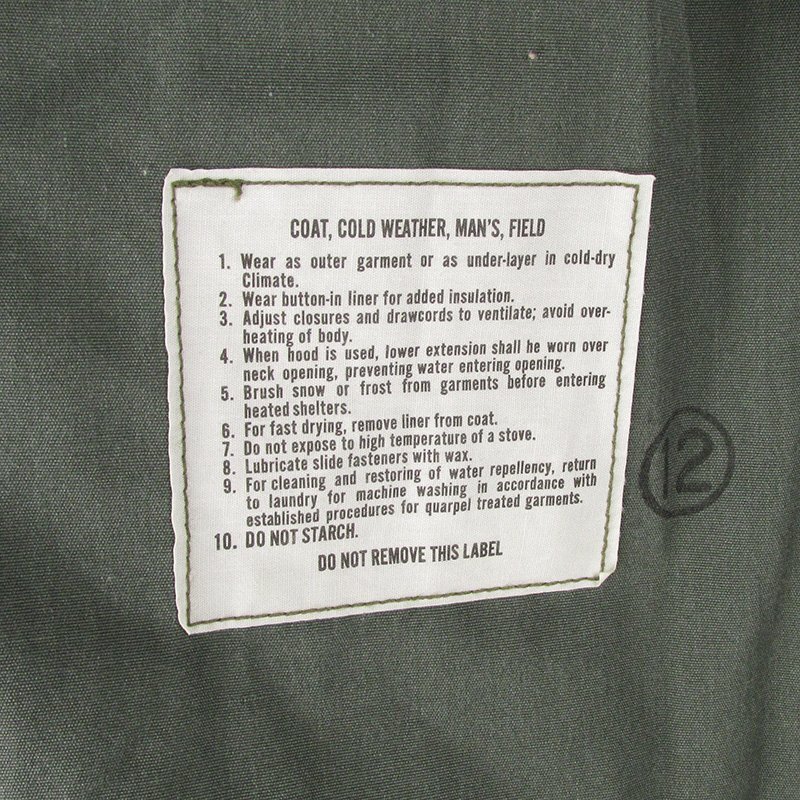 COAT, COLD WEATHER, MAN'S, FIELD
1. Wear as outer garment or as under-layer in cold-dry
Climate.
2. Wear button-in liner for added insulation.
3. Adjust closures and drawcords to ventilate; avoid over-
heating of body.
4. When hood is used, lower extension shall he worn over
neck opening, preventing water entering opening.
5. Brush snow or frost from garments before entering
heated shelters.
6. For fast drying, remove liner from coat.
7. Do not expose to high temperature of a stove.
8. Lubricate slide fasteners with wax.
9. For cleaning and restoring of water repellency, return
to laundry for machine washing in accordance with
established procedures for quarpel treated garments.
10. DO NOT STARCH.
DO NOT REMOVE THIS LABEL
12